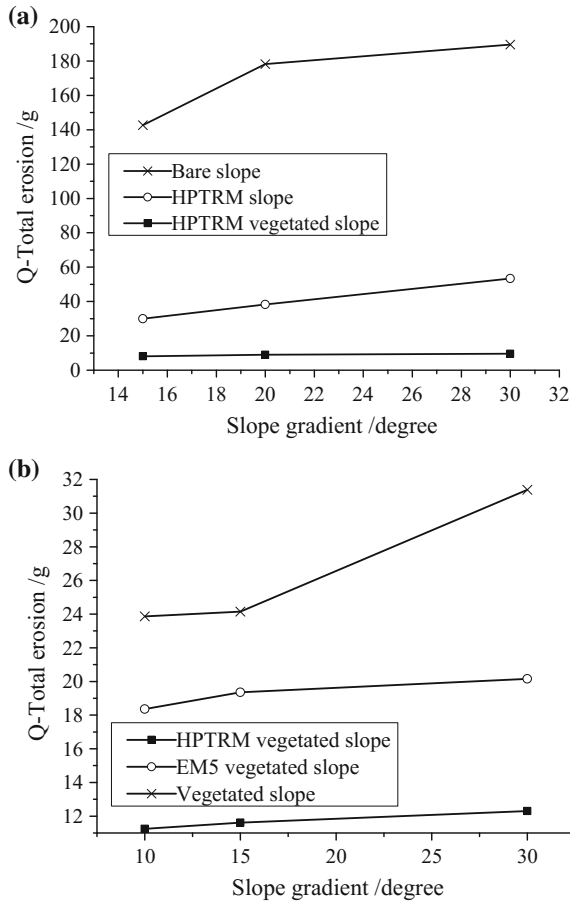 (a)
200
180
160
140
120
100
80
60
40
20
0
Q-Total erosion /g
Bare slope
HPTRM slope
HPTRM vegetated slope
14 16 18 20 22 24 26 28 30 32
Slope gradient /degree
(b)
32
30
28
26
24
22
20
18
16
14
12
Q-Total erosion /g
HPTRM vegetated slope
EM5 vegetated slope
Vegetated slope
10 15 20 25 30
Slope gradient /degree